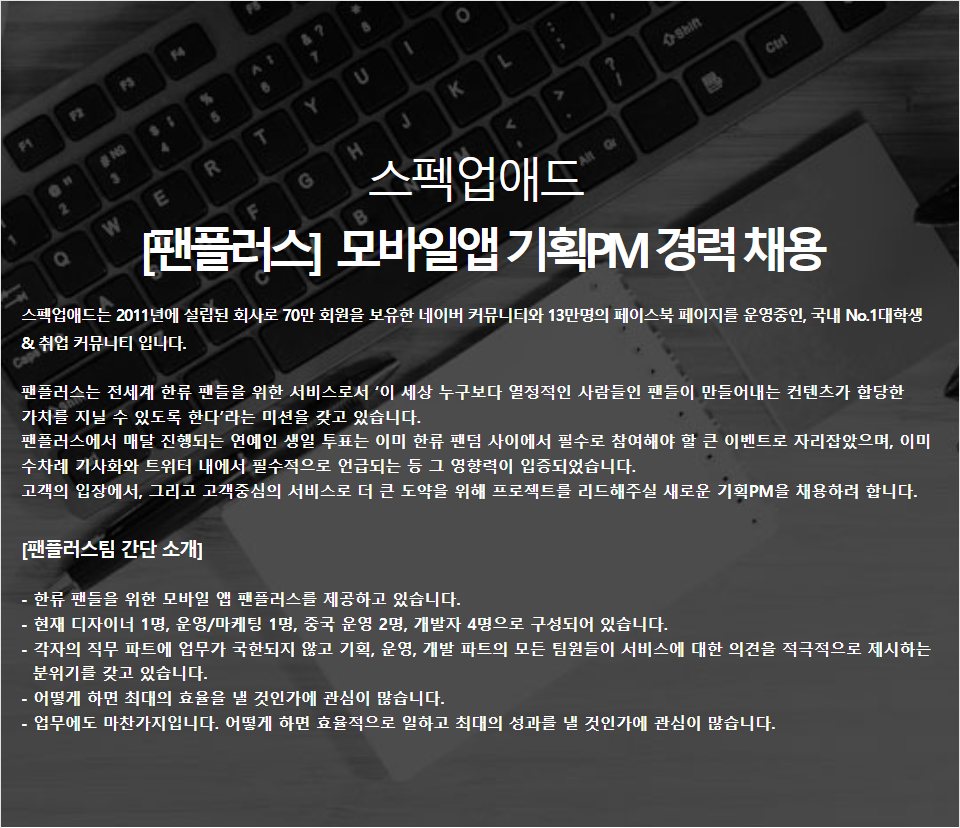 스펙업애드
[팬플러스] 모바일앱 기획PM 경력 채용
스펙업애드는 2011년에 설립된 회사로 70만 회원을 보유한 네이버 커뮤니티와 13만명의 페이스북 페이지를 운영중인, 국내 No.1대학생
& 취업 커뮤니티 입니다.
팬플러스는 전세계 한류 팬들을 위한 서비스로서 ‘이 세상 누구보다 열정적인 사람들인 팬들이 만들어내는 컨텐츠가 합당한
가치를 지닐 수 있도록 한다’라는 미션을 갖고 있습니다.
팬플러스에서 매달 진행되는 연예인 생일 투표는 이미 한류 팬덤 사이에서 필수로 참여해야 할 큰 이벤트로 자리잡았으며, 이미
수차례 기사화와 트위터 내에서 필수적으로 언급되는 등 그 영향력이 입증되었습니다.
고객의 입장에서, 그리고 고객중심의 서비스로 더 큰 도약을 위해 프로젝트를 리드해주실 새로운 기획PM을 채용하려 합니다.
[팬플러스팀 간단 소개]
- 한류 팬들을 위한 모바일 앱 팬플러스를 제공하고 있습니다.
- 현재 디자이너 1명, 운영/마케팅 1명, 중국 운영 2명, 개발자 4명으로 구성되어 있습니다.
- 각자의 직무 파트에 업무가 국한되지 않고 기획, 운영, 개발 파트의 모든 팀원들이 서비스에 대한 의견을 적극적으로 제시하는
분위기를 갖고 있습니다.
- 어떻게 하면 최대의 효율을 낼 것인가에 관심이 많습니다.
- 업무에도 마찬가지입니다. 어떻게 하면 효율적으로 일하고 최대의 성과를 낼 것인가에 관심이 많습니다.